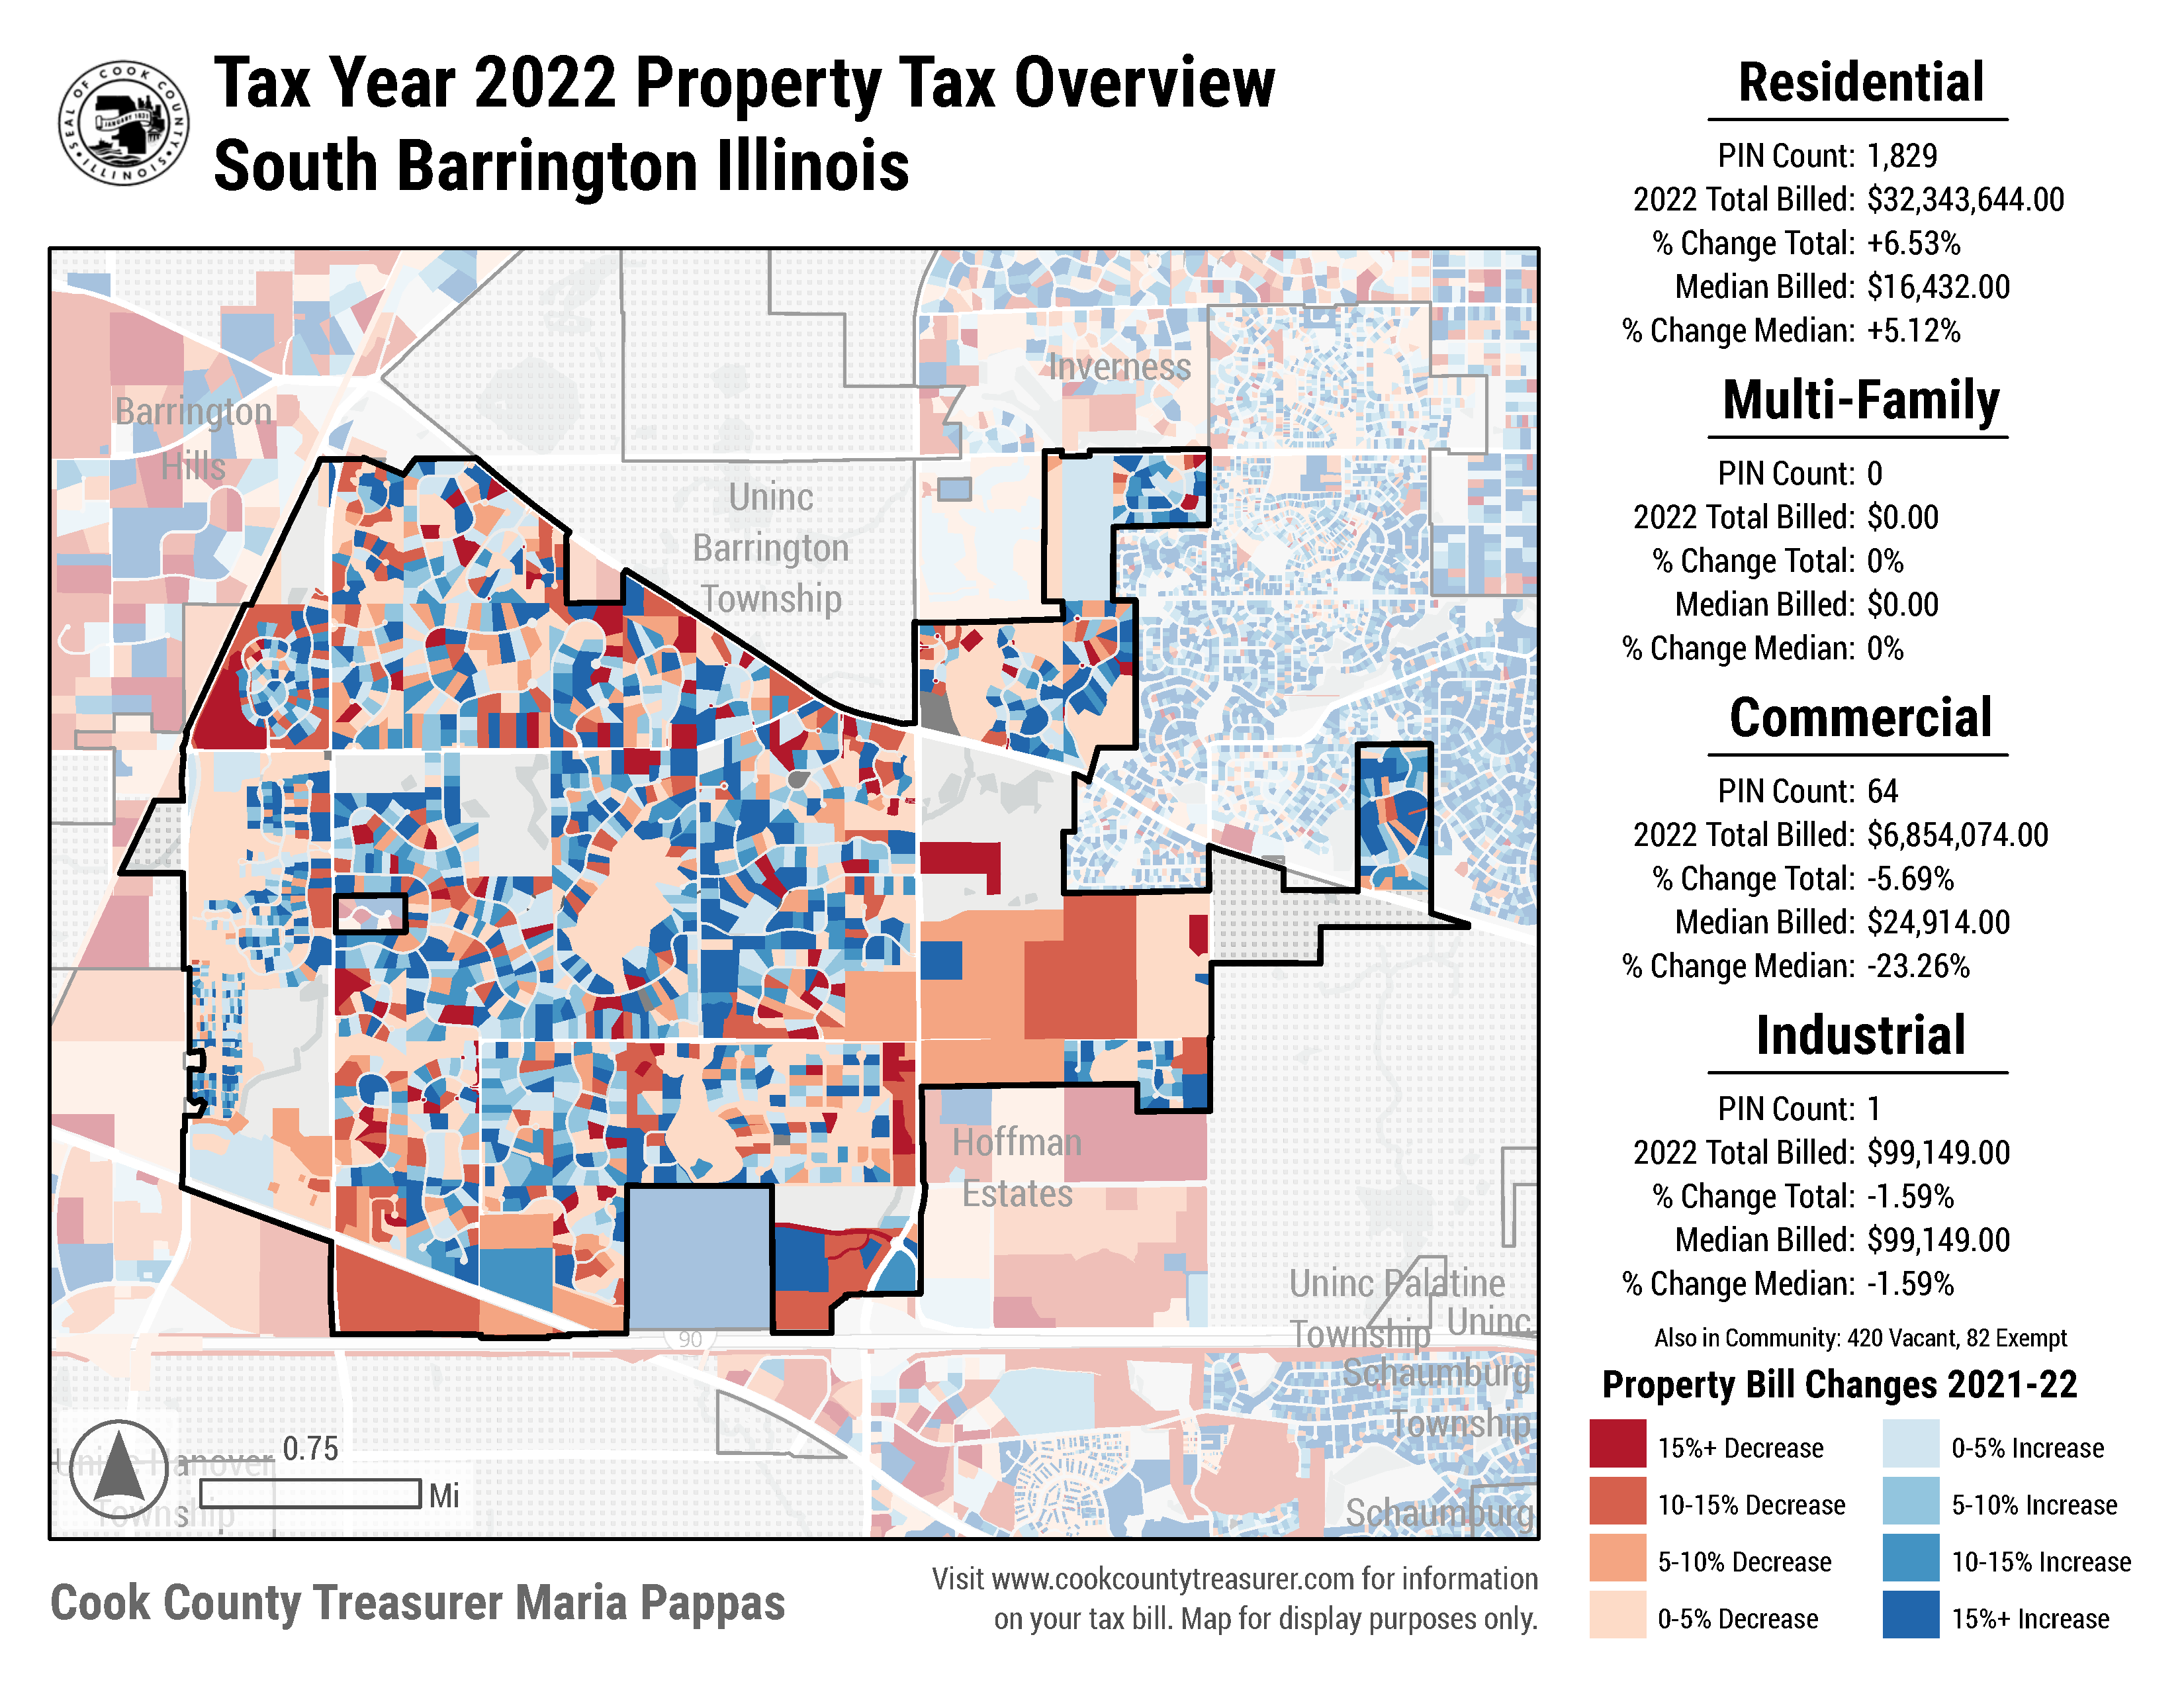 SEAL OF COOK COUNTY
ILLINOIS
JANUARY 1831
Tax Year 2022 Property Tax Overview
South Barrington Illinois
Barrington
Hills
Inverness
Uninc
Barrington
Township
Hoffman
Estates
Uninc Palatine
Township
Uninc
Schaumburg
Township
Schaumburg
90
Uninc Hanover
Township
0.75
Mi
Cook County Treasurer Maria Pappas
Visit www.cookcountytreasurer.com for information
on your tax bill. Map for display purposes only.
Residential
PIN Count: 1,829
2022 Total Billed: $32,343,644.00
% Change Total: +6.53%
Median Billed: $16,432.00
% Change Median: +5.12%
Multi-Family
PIN Count: 0
2022 Total Billed: $0.00
% Change Total: 0%
Median Billed: $0.00
% Change Median: 0%
Commercial
PIN Count: 64
2022 Total Billed: $6,854,074.00
% Change Total: -5.69%
Median Billed: $24,914.00
% Change Median: -23.26%
Industrial
PIN Count: 1
2022 Total Billed: $99,149.00
% Change Total: -1.59%
Median Billed: $99,149.00
% Change Median: -1.59%
Also in Community: 420 Vacant, 82 Exempt
Property Bill Changes 2021-22
15%+ Decrease
10-15% Decrease
5-10% Decrease
0-5% Decrease
0-5% Increase
5-10% Increase
10-15% Increase
15%+ Increase